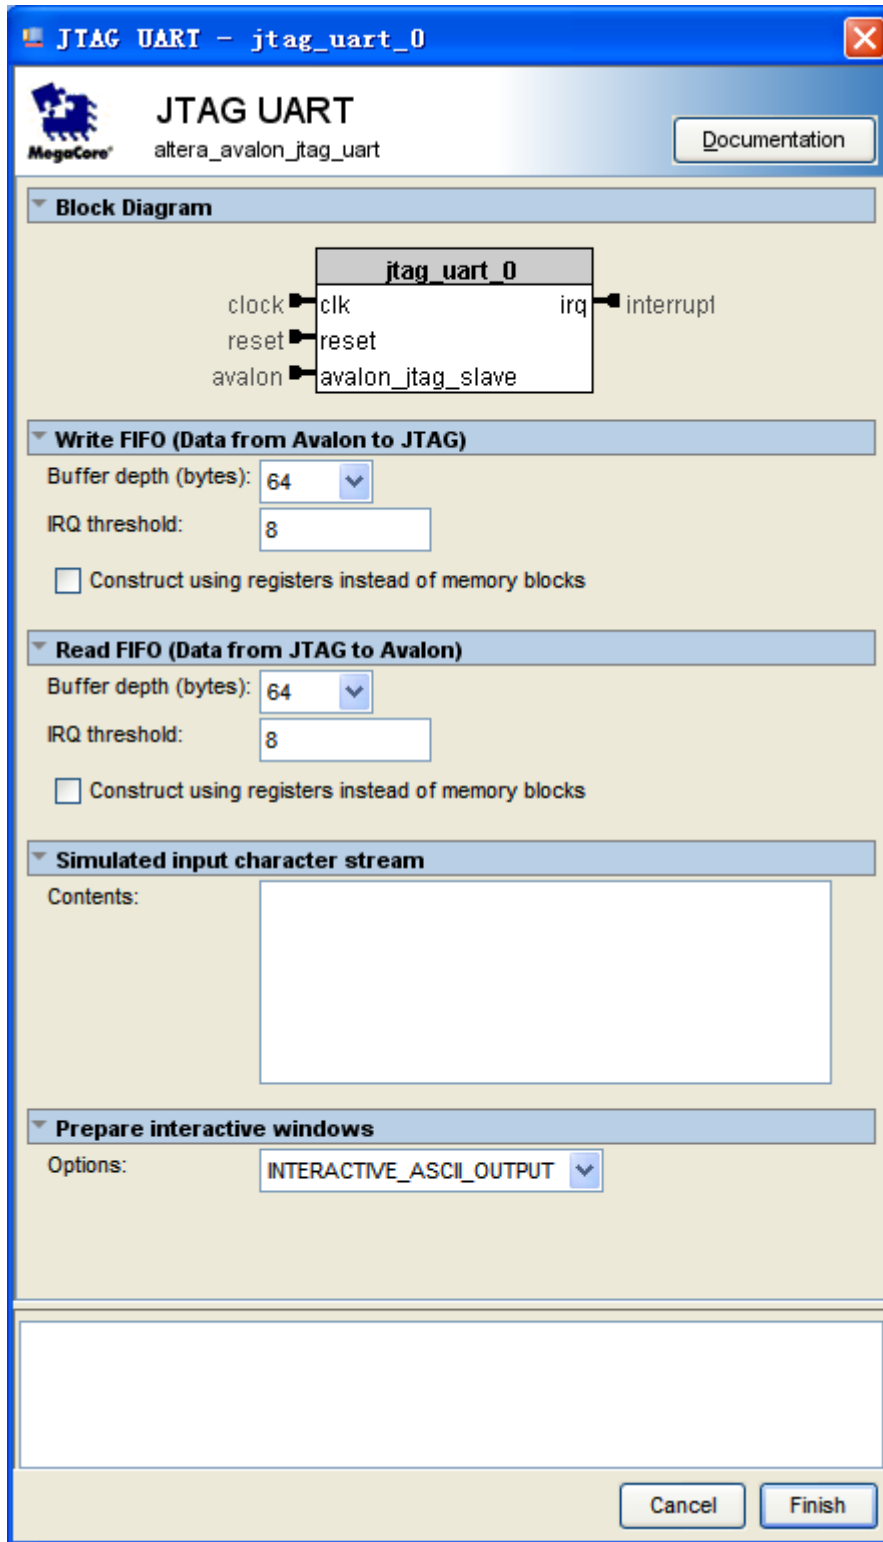 JTAG UART - jtag_uart_0
JTAG UART
MegaCore®
altera_avalon_jtag_uart
Documentation
Block Diagram
jtag_uart_0
clock clk irq interrupt
reset reset
avalon avalon_jtag_slave
Write FIFO (Data from Avalon to JTAG)
Buffer depth (bytes): 64
IRQ threshold: 8
Construct using registers instead of memory blocks
Read FIFO (Data from JTAG to Avalon)
Buffer depth (bytes): 64
IRQ threshold: 8
Construct using registers instead of memory blocks
Simulated input character stream
Contents:
Prepare interactive windows
Options: INTERACTIVE_ASCII_OUTPUT
Cancel Finish